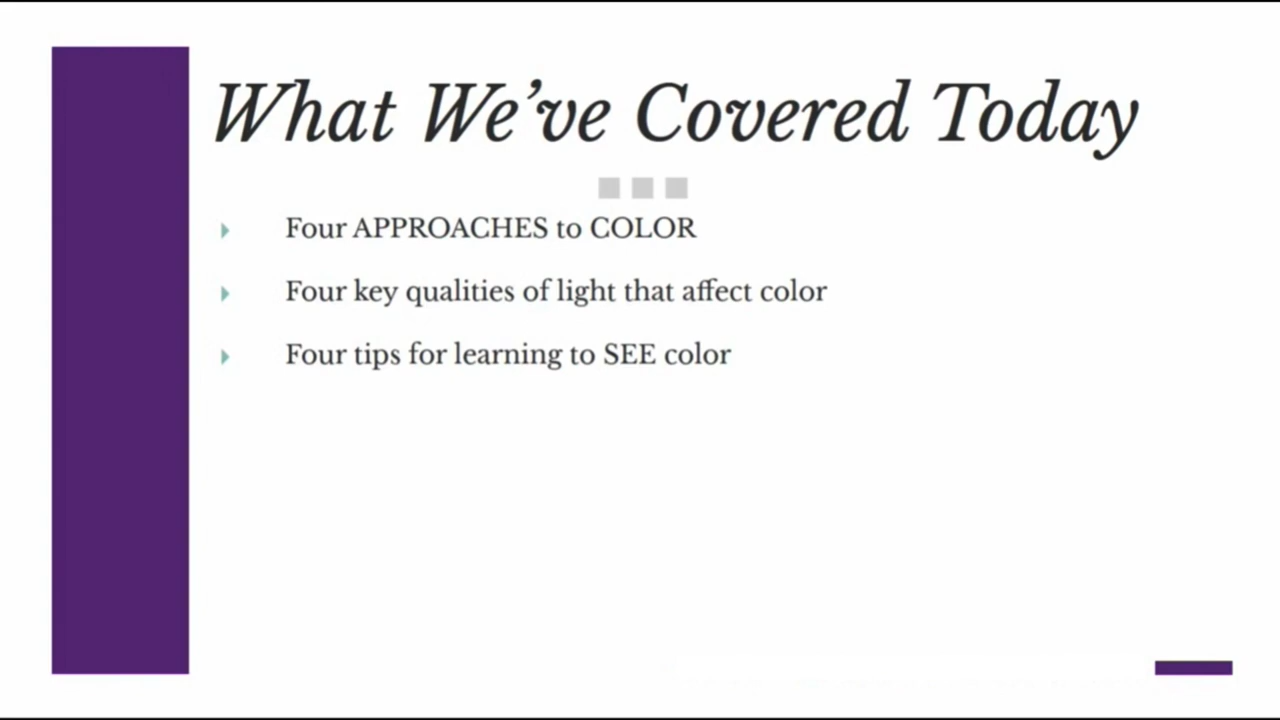 What We’ve Covered Today
Four APPROACHES to COLOR
Four key qualities of light that affect color
Four tips for learning to SEE color